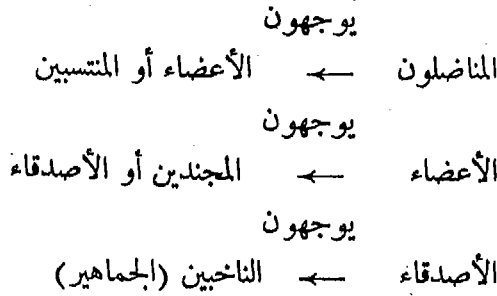 يوجهون
المناضلون ← الأعضاء أو المنتسبين
يوجهون
الأعضاء ← المجندين أو الأصدقاء
يوجهون
الأصدقاء ← الناخبين (الجماهير)